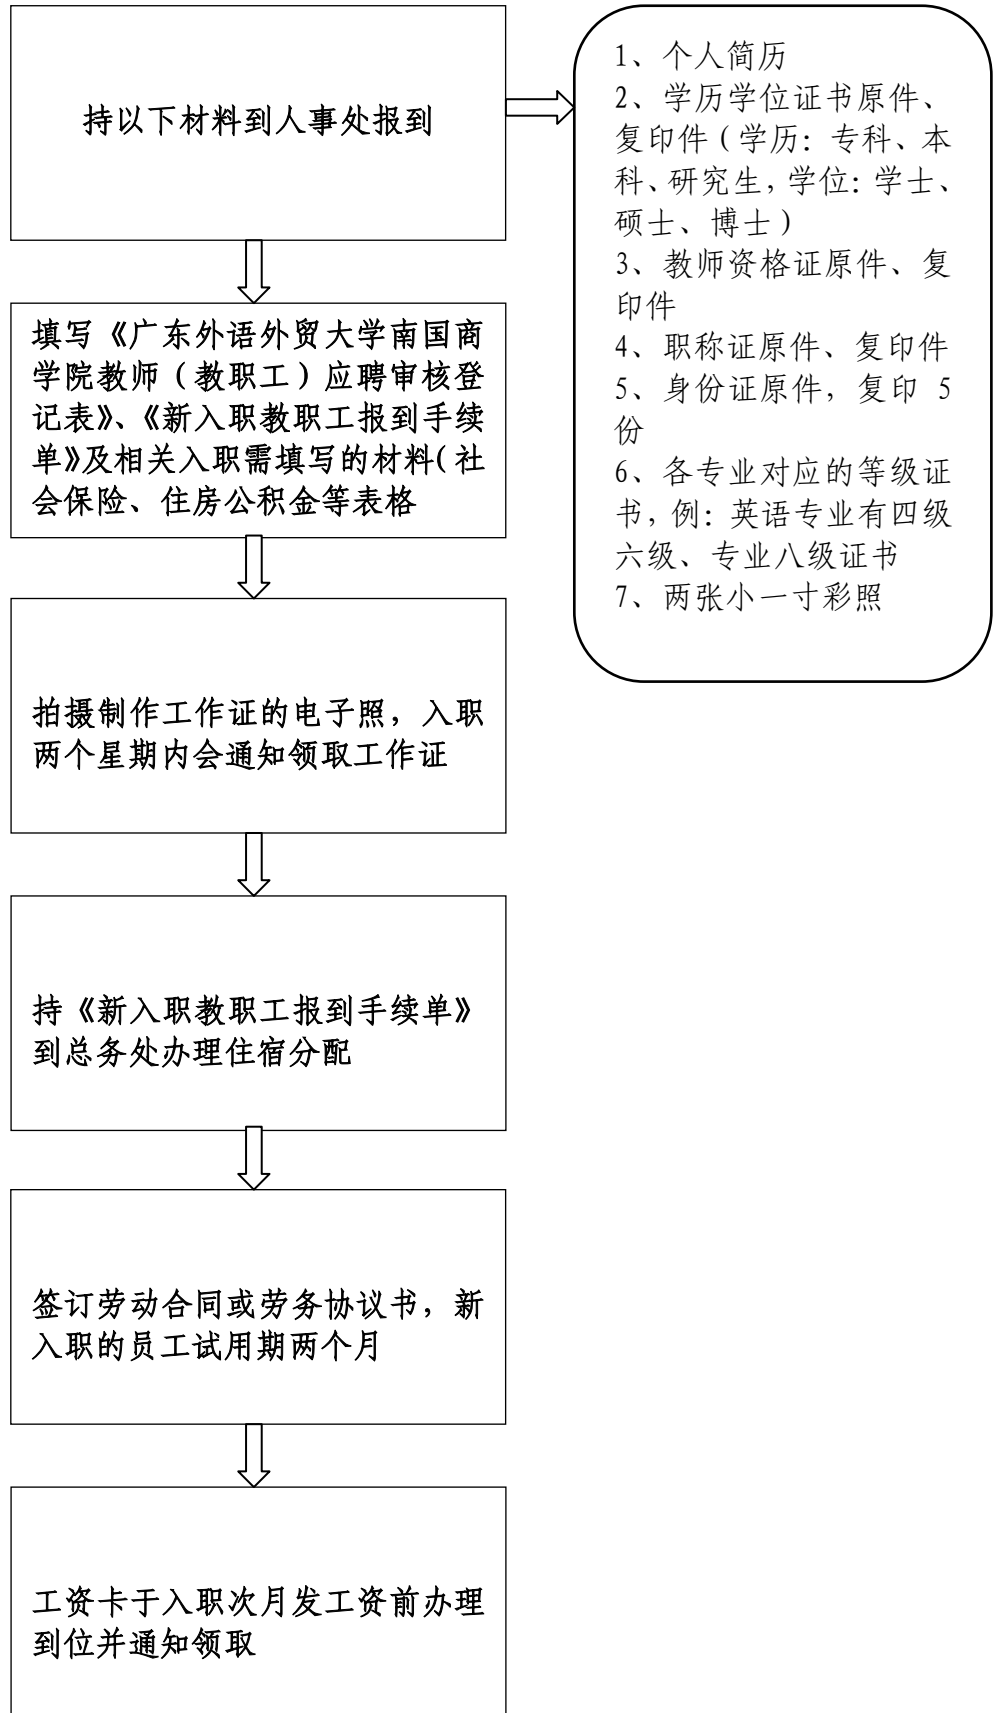 持以下材料到人事处报到
1、个人简历
2、学历学位证书原件、
复印件（学历：专科、本
科、研究生，学位：学士、
硕士、博士）
3、教师资格证原件、复
印件
4、职称证原件、复印件
5、身份证原件，复印 5
份
6、各专业对应的等级证
书，例：英语专业有四级
六级、专业八级证书
7、两张小一寸彩照
填写《广东外语外贸大学南国商
学院教师（教职工）应聘审核登
记表》、《新入职教职工报到手续
单》及相关入职需填写的材料（社
会保险、住房公积金等表格
拍摄制作工作证的电子照，入职
两个星期内会通知领取工作证
持《新入职教职工报到手续单》
到总务处办理住宿分配
签订劳动合同或劳务协议书，新
入职的员工试用期两个月
工资卡于入职次月发工资前办理
到位并通知领取